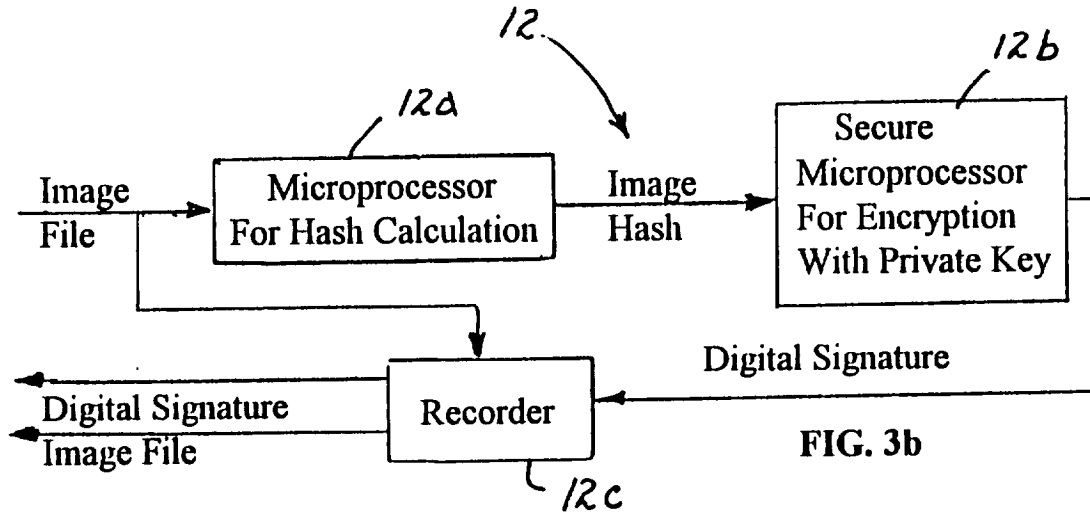 12
12b
12a
Secure
Microprocessor
For Encryption
With Private Key
Image
File
Microprocessor
For Hash Calculation
Image
Hash
Digital Signature
Recorder
Digital Signature
Image File
FIG. 3b
12c